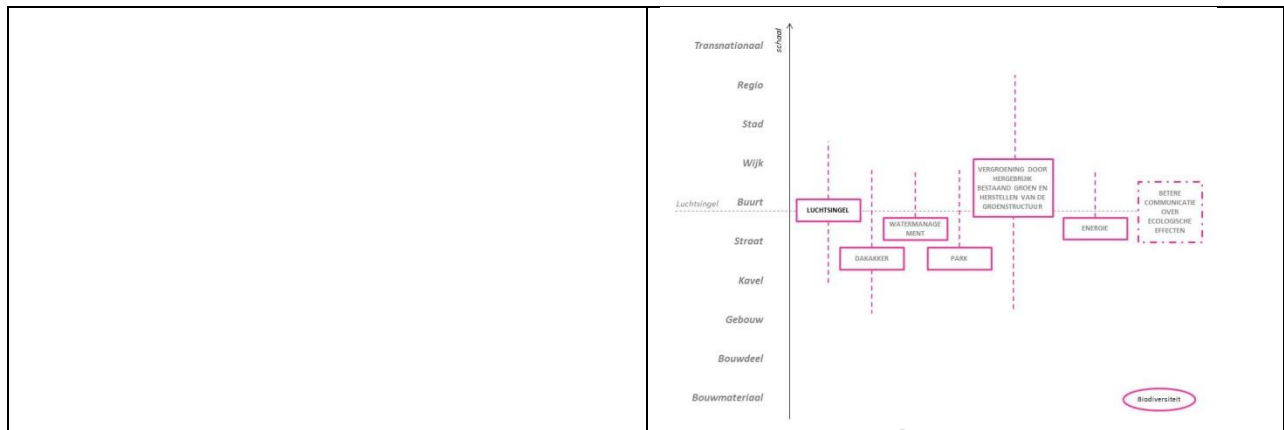 schaal
Transnationaal
Regio
Stad
Wijk
Buurt
Straat
Kavel
Gebouw
Bouwdeel
Bouwmateriaal
Luchtsingel
LUCHTSINGEL
DAKAKKER
WATERMANAGE
MENT
PARK
VERGROENING DOOR
HERGEBRUIK
BESTAAND GROEN EN
HERSTELLEN VAN DE
GROENSTRUCTUUR
ENERGIE
BETERE
COMMUNICATIE
OVER
ECOLOGISCHE
EFFECTEN
Biodiversiteit